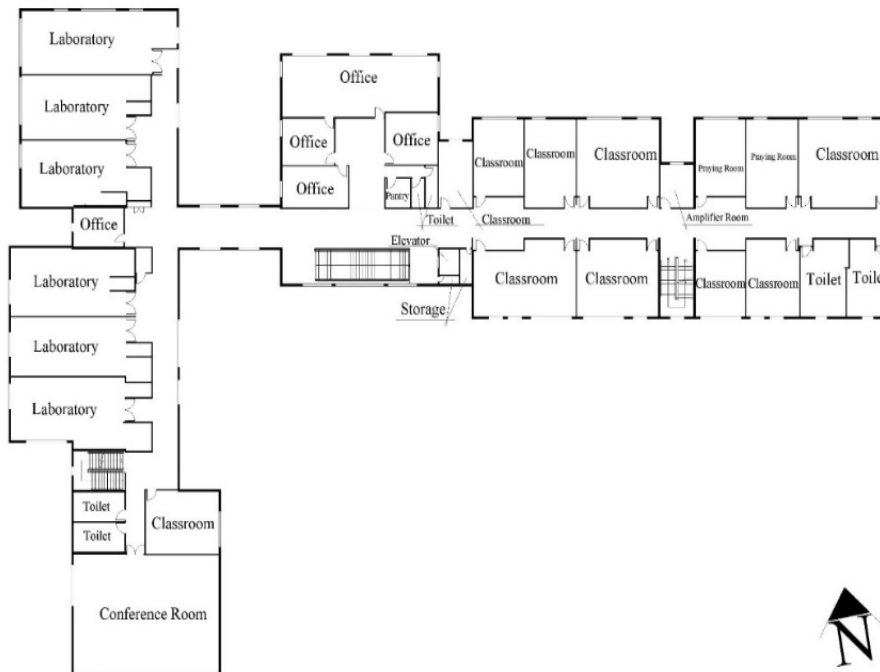 Laboratory
Laboratory
Laboratory
Office
Laboratory
Laboratory
Laboratory
Toilet
Toilet
Classroom
Conference Room
Office
Office
Office
Office
Pantry
Toilet
Classroom
Elevator
Storage
Classroom
Classroom
Classroom
Praying Room
Praying Room
Classroom
Amplifier Room
Classroom
Classroom
Classroom
Classroom
Toilet
Toile
N